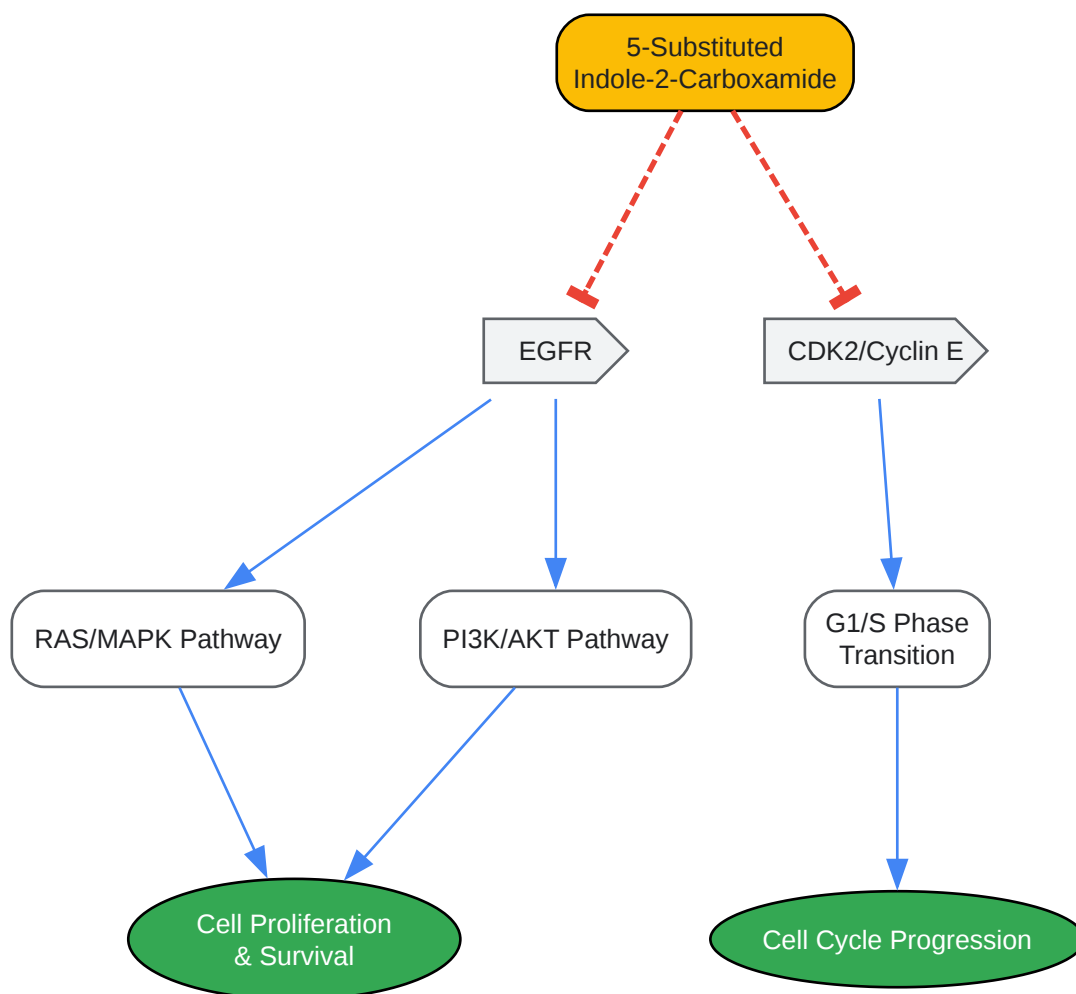 5-Substituted
Indole-2-Carboxamide
EGFR
CDK2/Cyclin E
RAS/MAPK Pathway
PI3K/AKT Pathway
G1/S Phase
Transition
Cell Proliferation
& Survival
Cell Cycle Progression